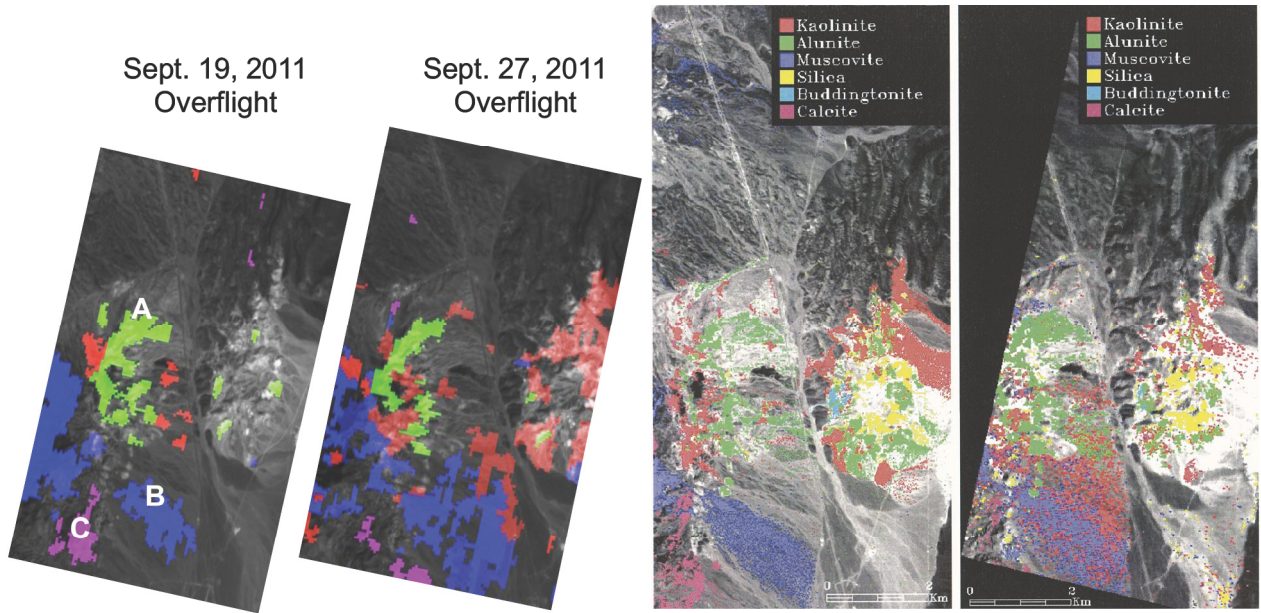 Sept. 19, 2011
Overflight
Sept. 27, 2011
Overflight
A
B
C
Kaolinite
Alunite
Muscovite
Silica
Buddingtonite
Calcite
0 2
Km
Kaolinite
Alunite
Muscovite
Silica
Buddingtonite
Calcite
0 2
Km